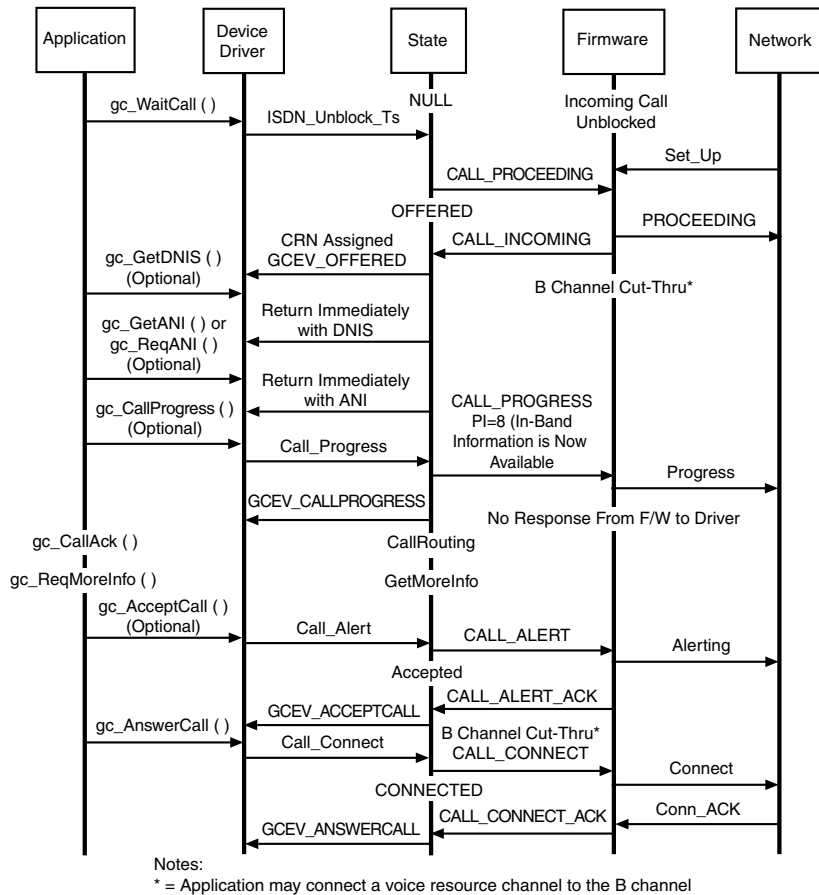 Application
Device
Driver
State
Firmware
Network
NULL
gc_WaitCall ( )
ISDN_Unblock_Ts
Incoming Call
Unblocked
Set_Up
CALL_PROCEEDING
OFFERED
PROCEEDING
CRN Assigned
GCEV_OFFERED
CALL_INCOMING
gc_GetDNIS ( )
(Optional)
B Channel Cut-Thru*
Return Immediately
with DNIS
gc_GetANI ( ) or
gc_ReqANI ( )
(Optional)
Return Immediately
with ANI
CALL_PROGRESS
PI=8 (In-Band
Information is Now
Available
gc_CallProgress ( )
(Optional)
Call_Progress
Progress
GCEV_CALLPROGRESS
No Response From F/W to Driver
gc_CallAck ( )
CallRouting
gc_ReqMoreInfo ( )
GetMoreInfo
gc_AcceptCall ( )
(Optional)
Call_Alert
CALL_ALERT
Alerting
Accepted
CALL_ALERT_ACK
GCEV_ACCEPTCALL
gc_AnswerCall ( )
Call_Connect
B Channel Cut-Thru*
CALL_CONNECT
Connect
CONNECTED
Conn_ACK
CALL_CONNECT_ACK
GCEV_ANSWERCALL
Notes:
* = Application may connect a voice resource channel to the B channel